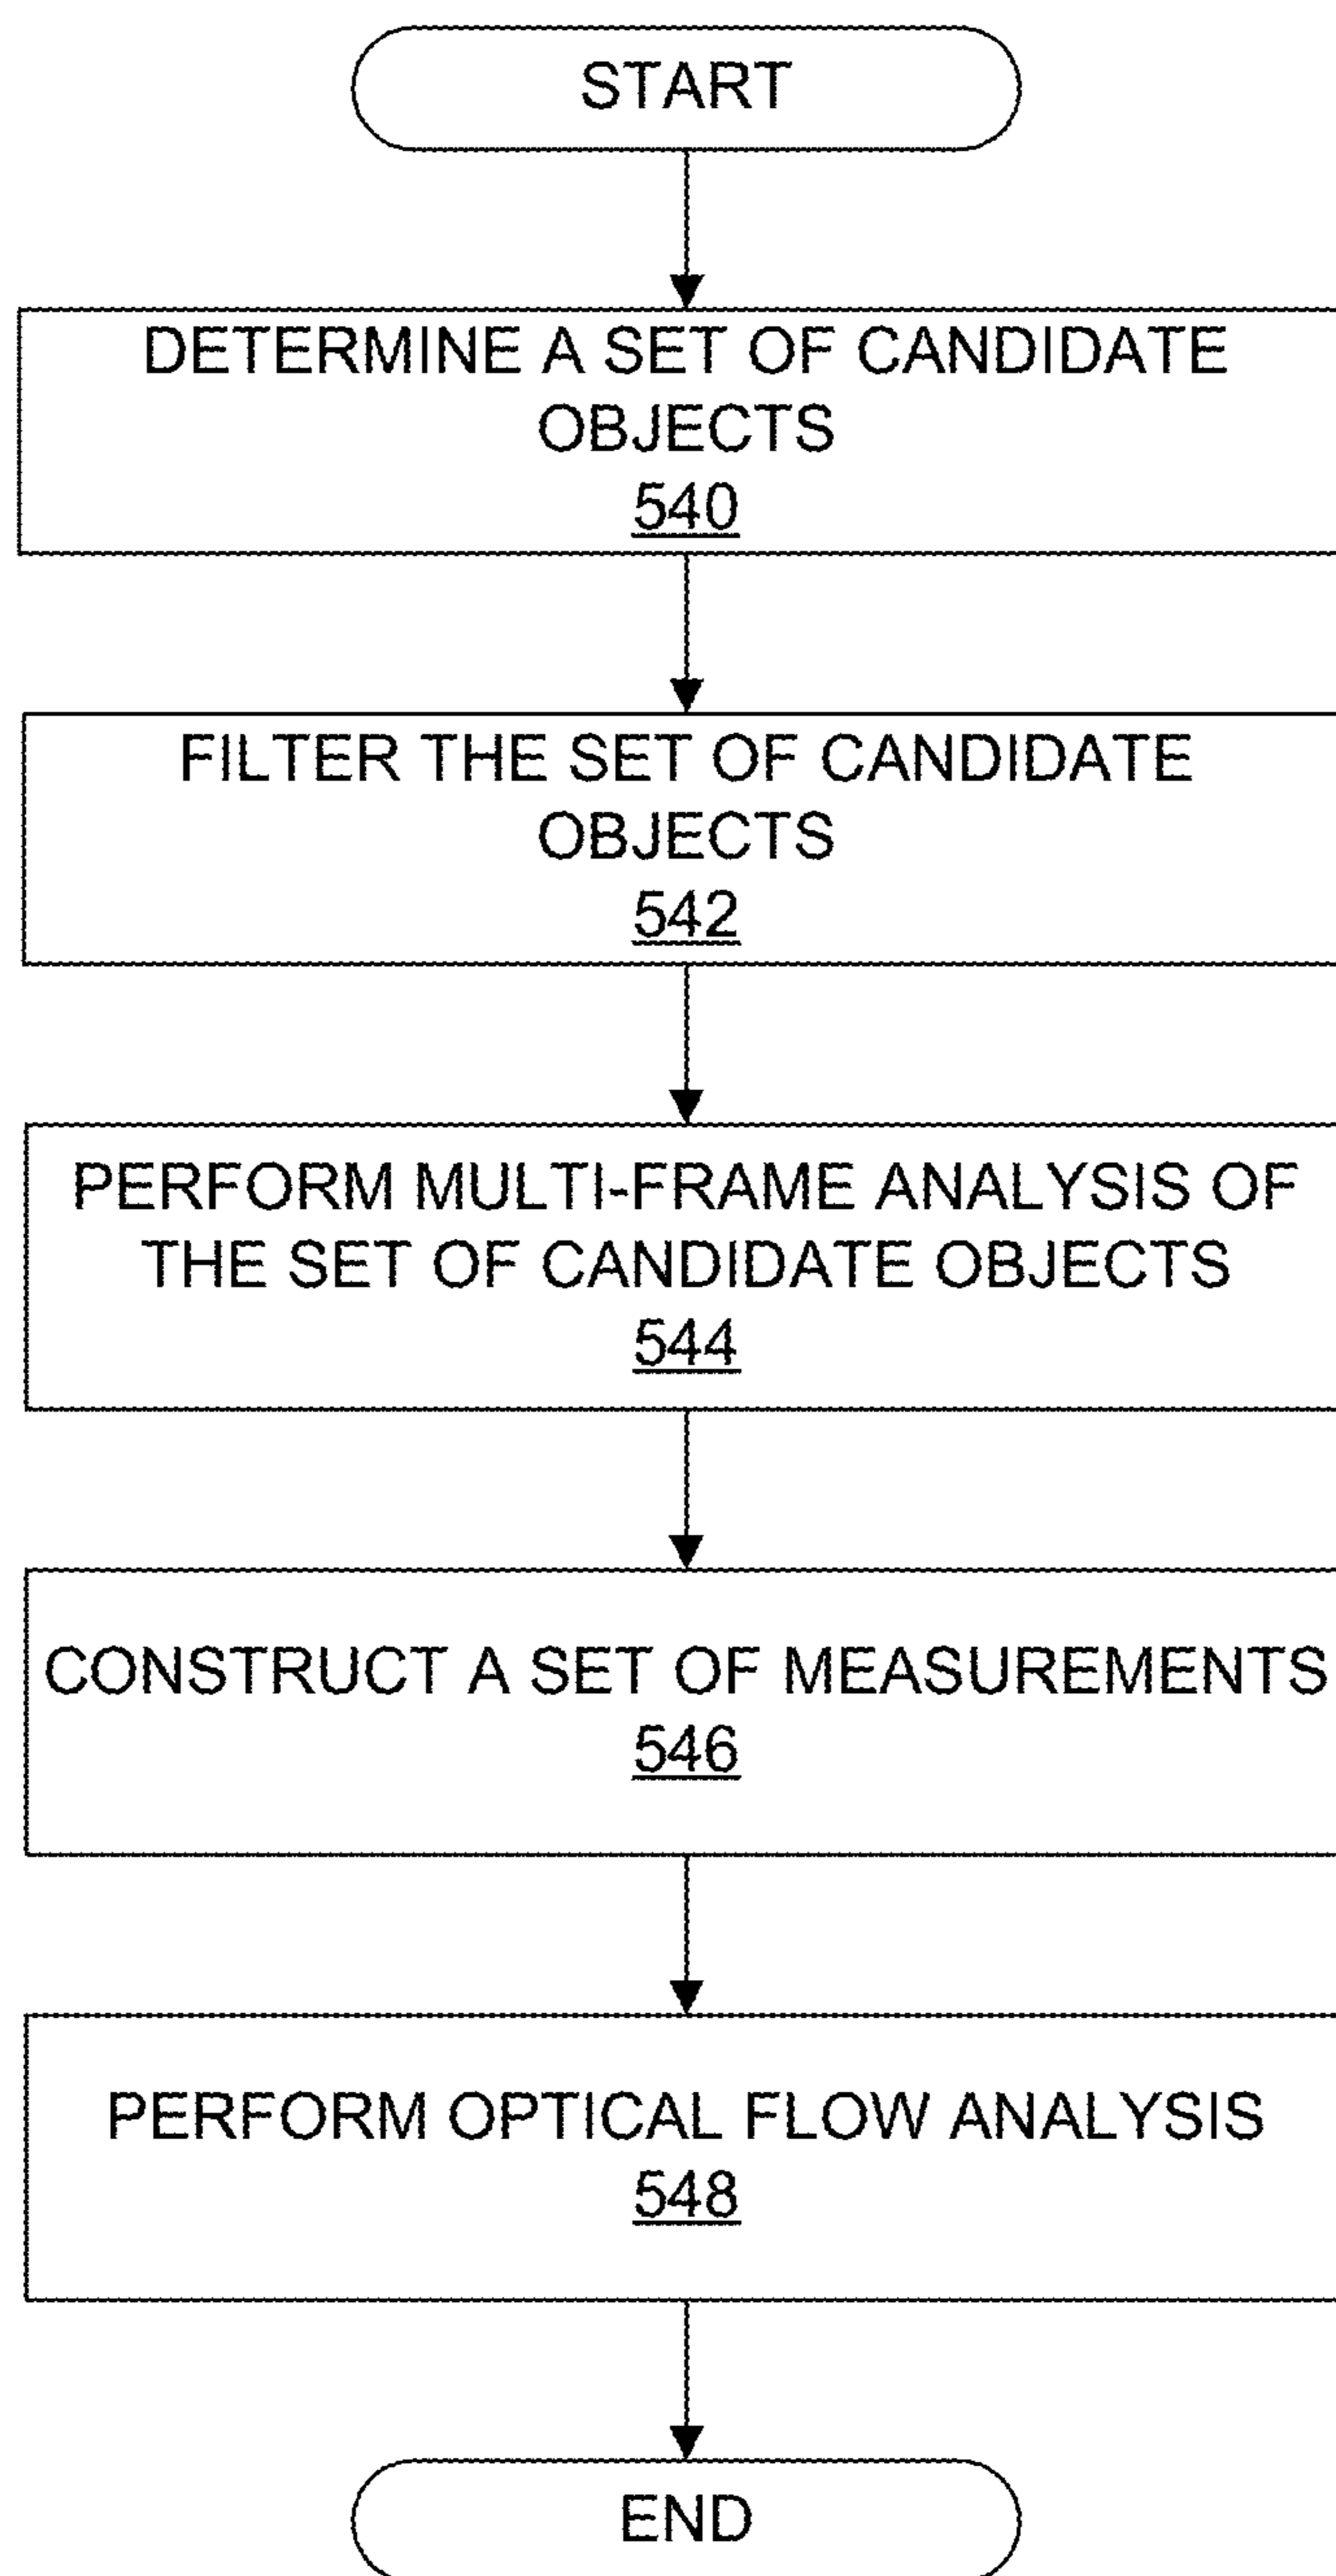 START
DETERMINE A SET OF CANDIDATE
OBJECTS
540
FILTER THE SET OF CANDIDATE
OBJECTS
542
PERFORM MULTI-FRAME ANALYSIS OF
THE SET OF CANDIDATE OBJECTS
544
CONSTRUCT A SET OF MEASUREMENTS
546
PERFORM OPTICAL FLOW ANALYSIS
548
END